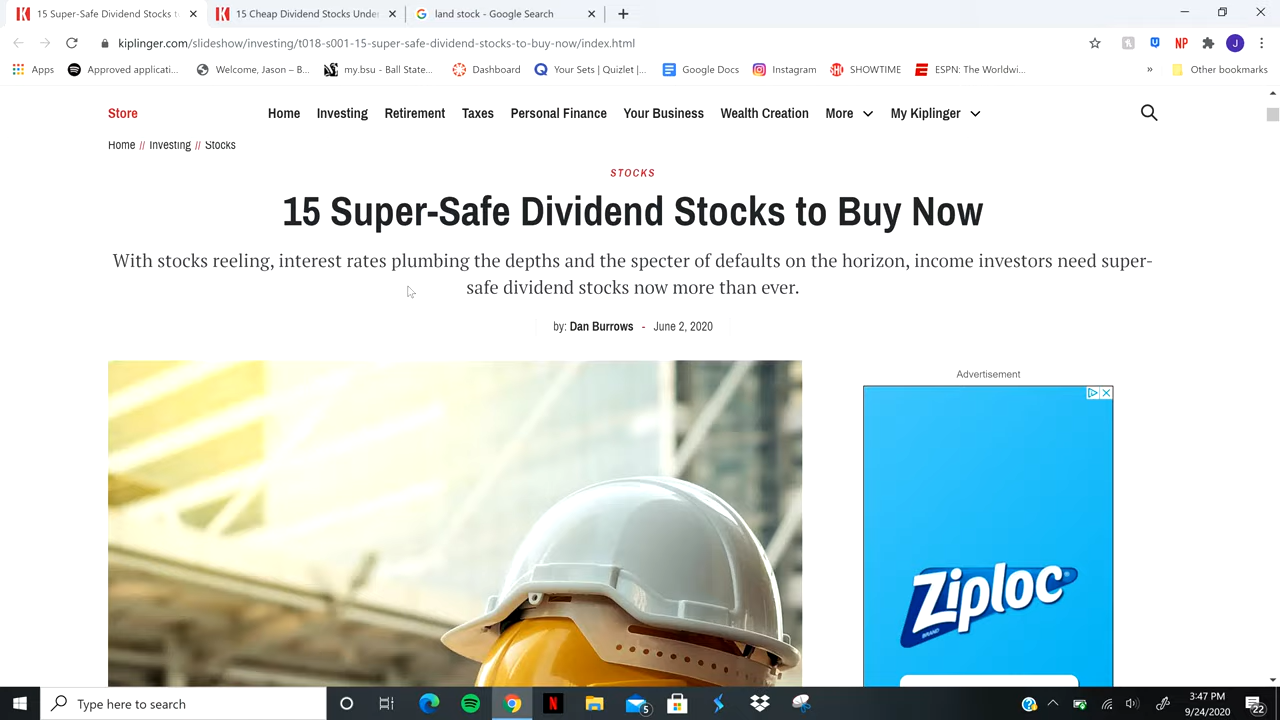 15 Super-Safe Dividend Stocks t
15 Cheap Dividend Stocks Unde
land stock - Google Search
kiplinger.com/slideshow/investing/t018-s001-15-super-safe-dividend-stocks-to-buy-now/index.html
NP
J
Apps
Approved applicati...
Welcome, Jason – B...
my.bsu - Ball State...
Dashboard
Your Sets | Quizlet |...
Google Docs
Instagram
SHO
SHOWTIME
ESPN: The Worldwi...
»
Other bookmarks
Store
Home
Investing
Retirement
Taxes
Personal Finance
Your Business
Wealth Creation
More
My Kiplinger
Home // Investing // Stocks
STOCKS
15 Super-Safe Dividend Stocks to Buy Now
With stocks reeling, interest rates plumbing the depths and the specter of defaults on the horizon, income investors need super-
safe dividend stocks now more than ever.
by: Dan Burrows - June 2, 2020
Advertisement
Ziploc
BRAND
Type here to search
5
3:47 PM
9/24/2020
22